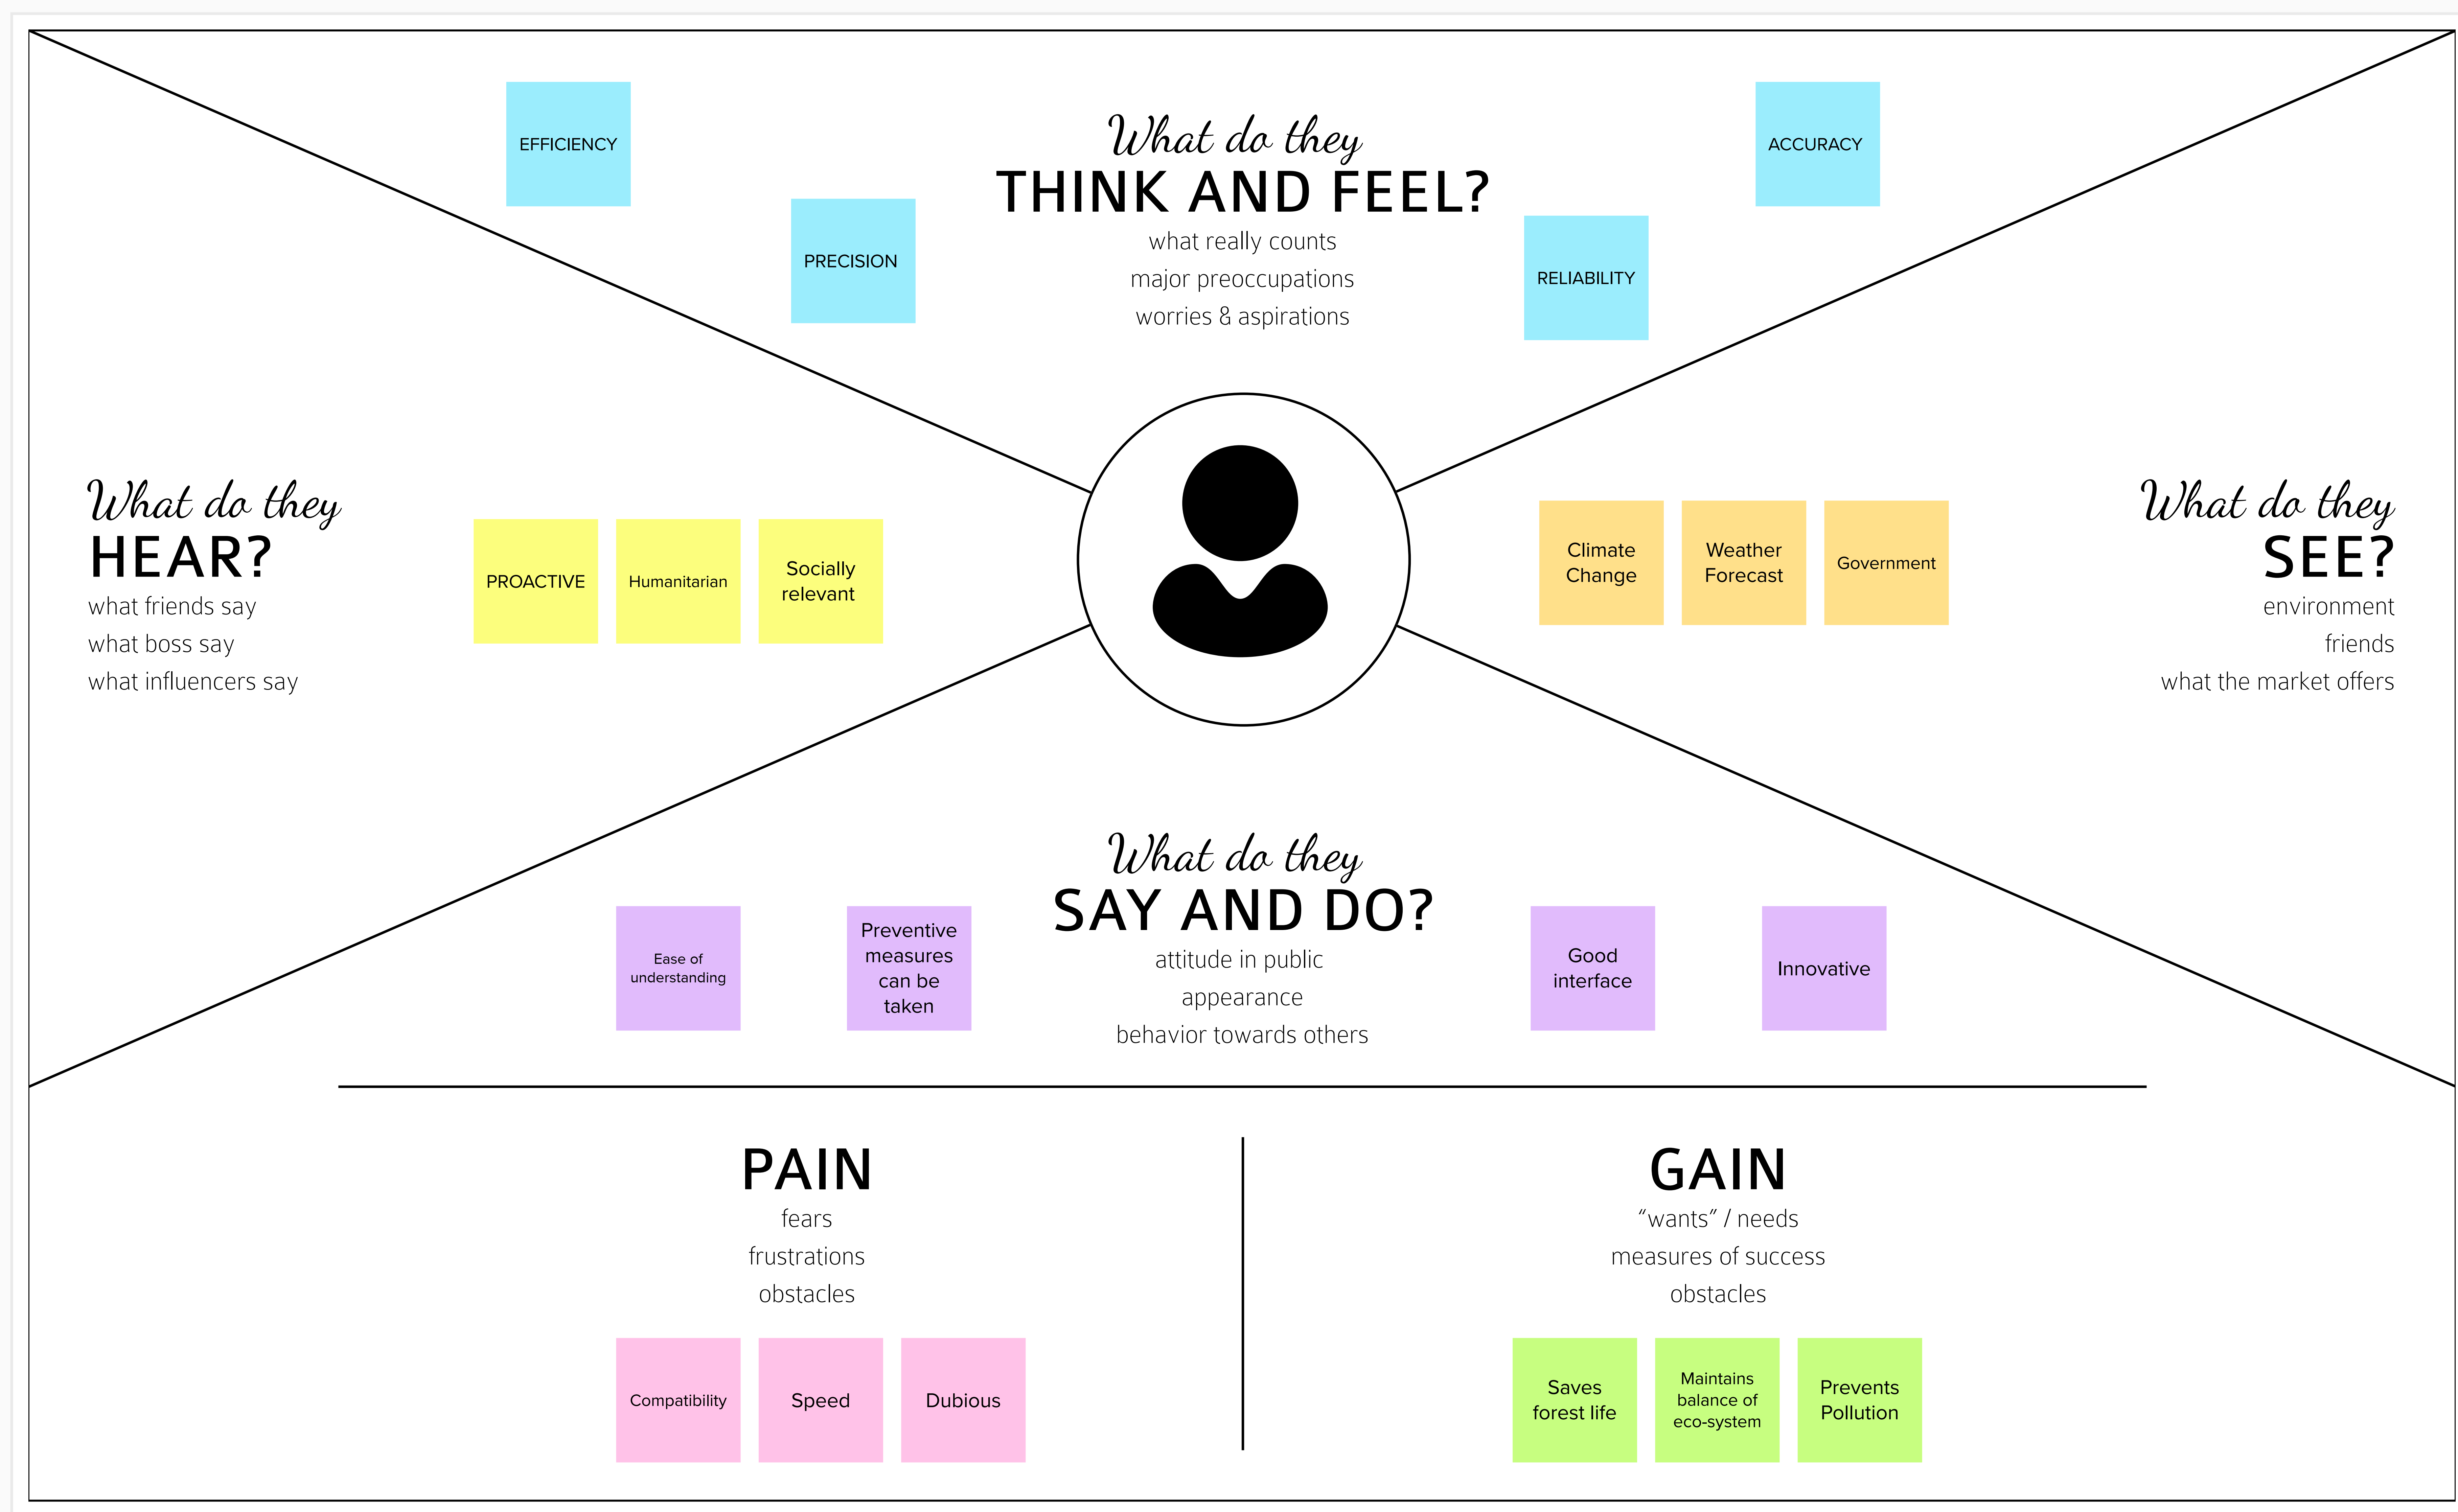 EFFICIENCY
PRECISION
What do they
THINK AND FEEL?
what really counts
major preoccupations
worries & aspirations
ACCURACY
RELIABILITY
What do they
HEAR?
what friends say
what boss say
what influencers say
PROACTIVE
Humanitarian
Socially
relevant
Climate
Change
Weather
Forecast
Government
What do they
SEE?
environment
friends
what the market offers
What do they
SAY AND DO?
attitude in public
appearance
behavior towards others
Ease of
understanding
Preventive
measures
can be
taken
Good
interface
Innovative
PAIN
fears
frustrations
obstacles
Compatibility
Speed
Dubious
GAIN
“wants” / needs
measures of success
obstacles
Saves
forest life
Maintains
balance of
eco-system
Prevents
Pollution